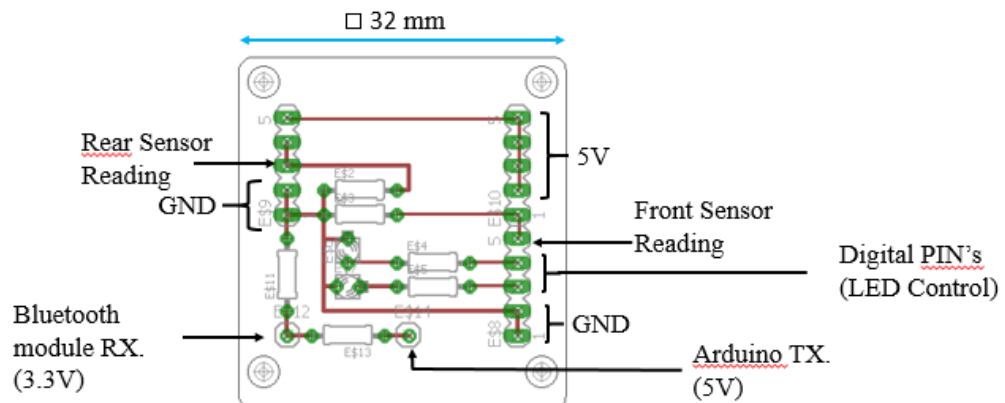 □ 32 mm
5
5
Rear Sensor
Reading
5V
E$2
GND
E$3
E$9
E$10
1
Front Sensor
Reading
5
E$4
Digital PIN's
(LED Control)
E$11
E$5
GND
E$12
E$14
E$8
1
Bluetooth
module RX.
(3.3V)
E$13
Arduino TX.
(5V)